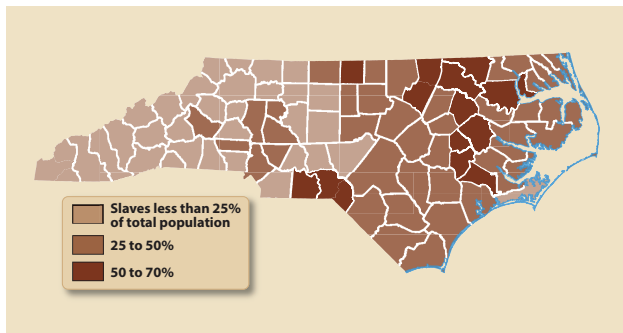 Slaves less than 25%
of total population
25 to 50%
50 to 70%